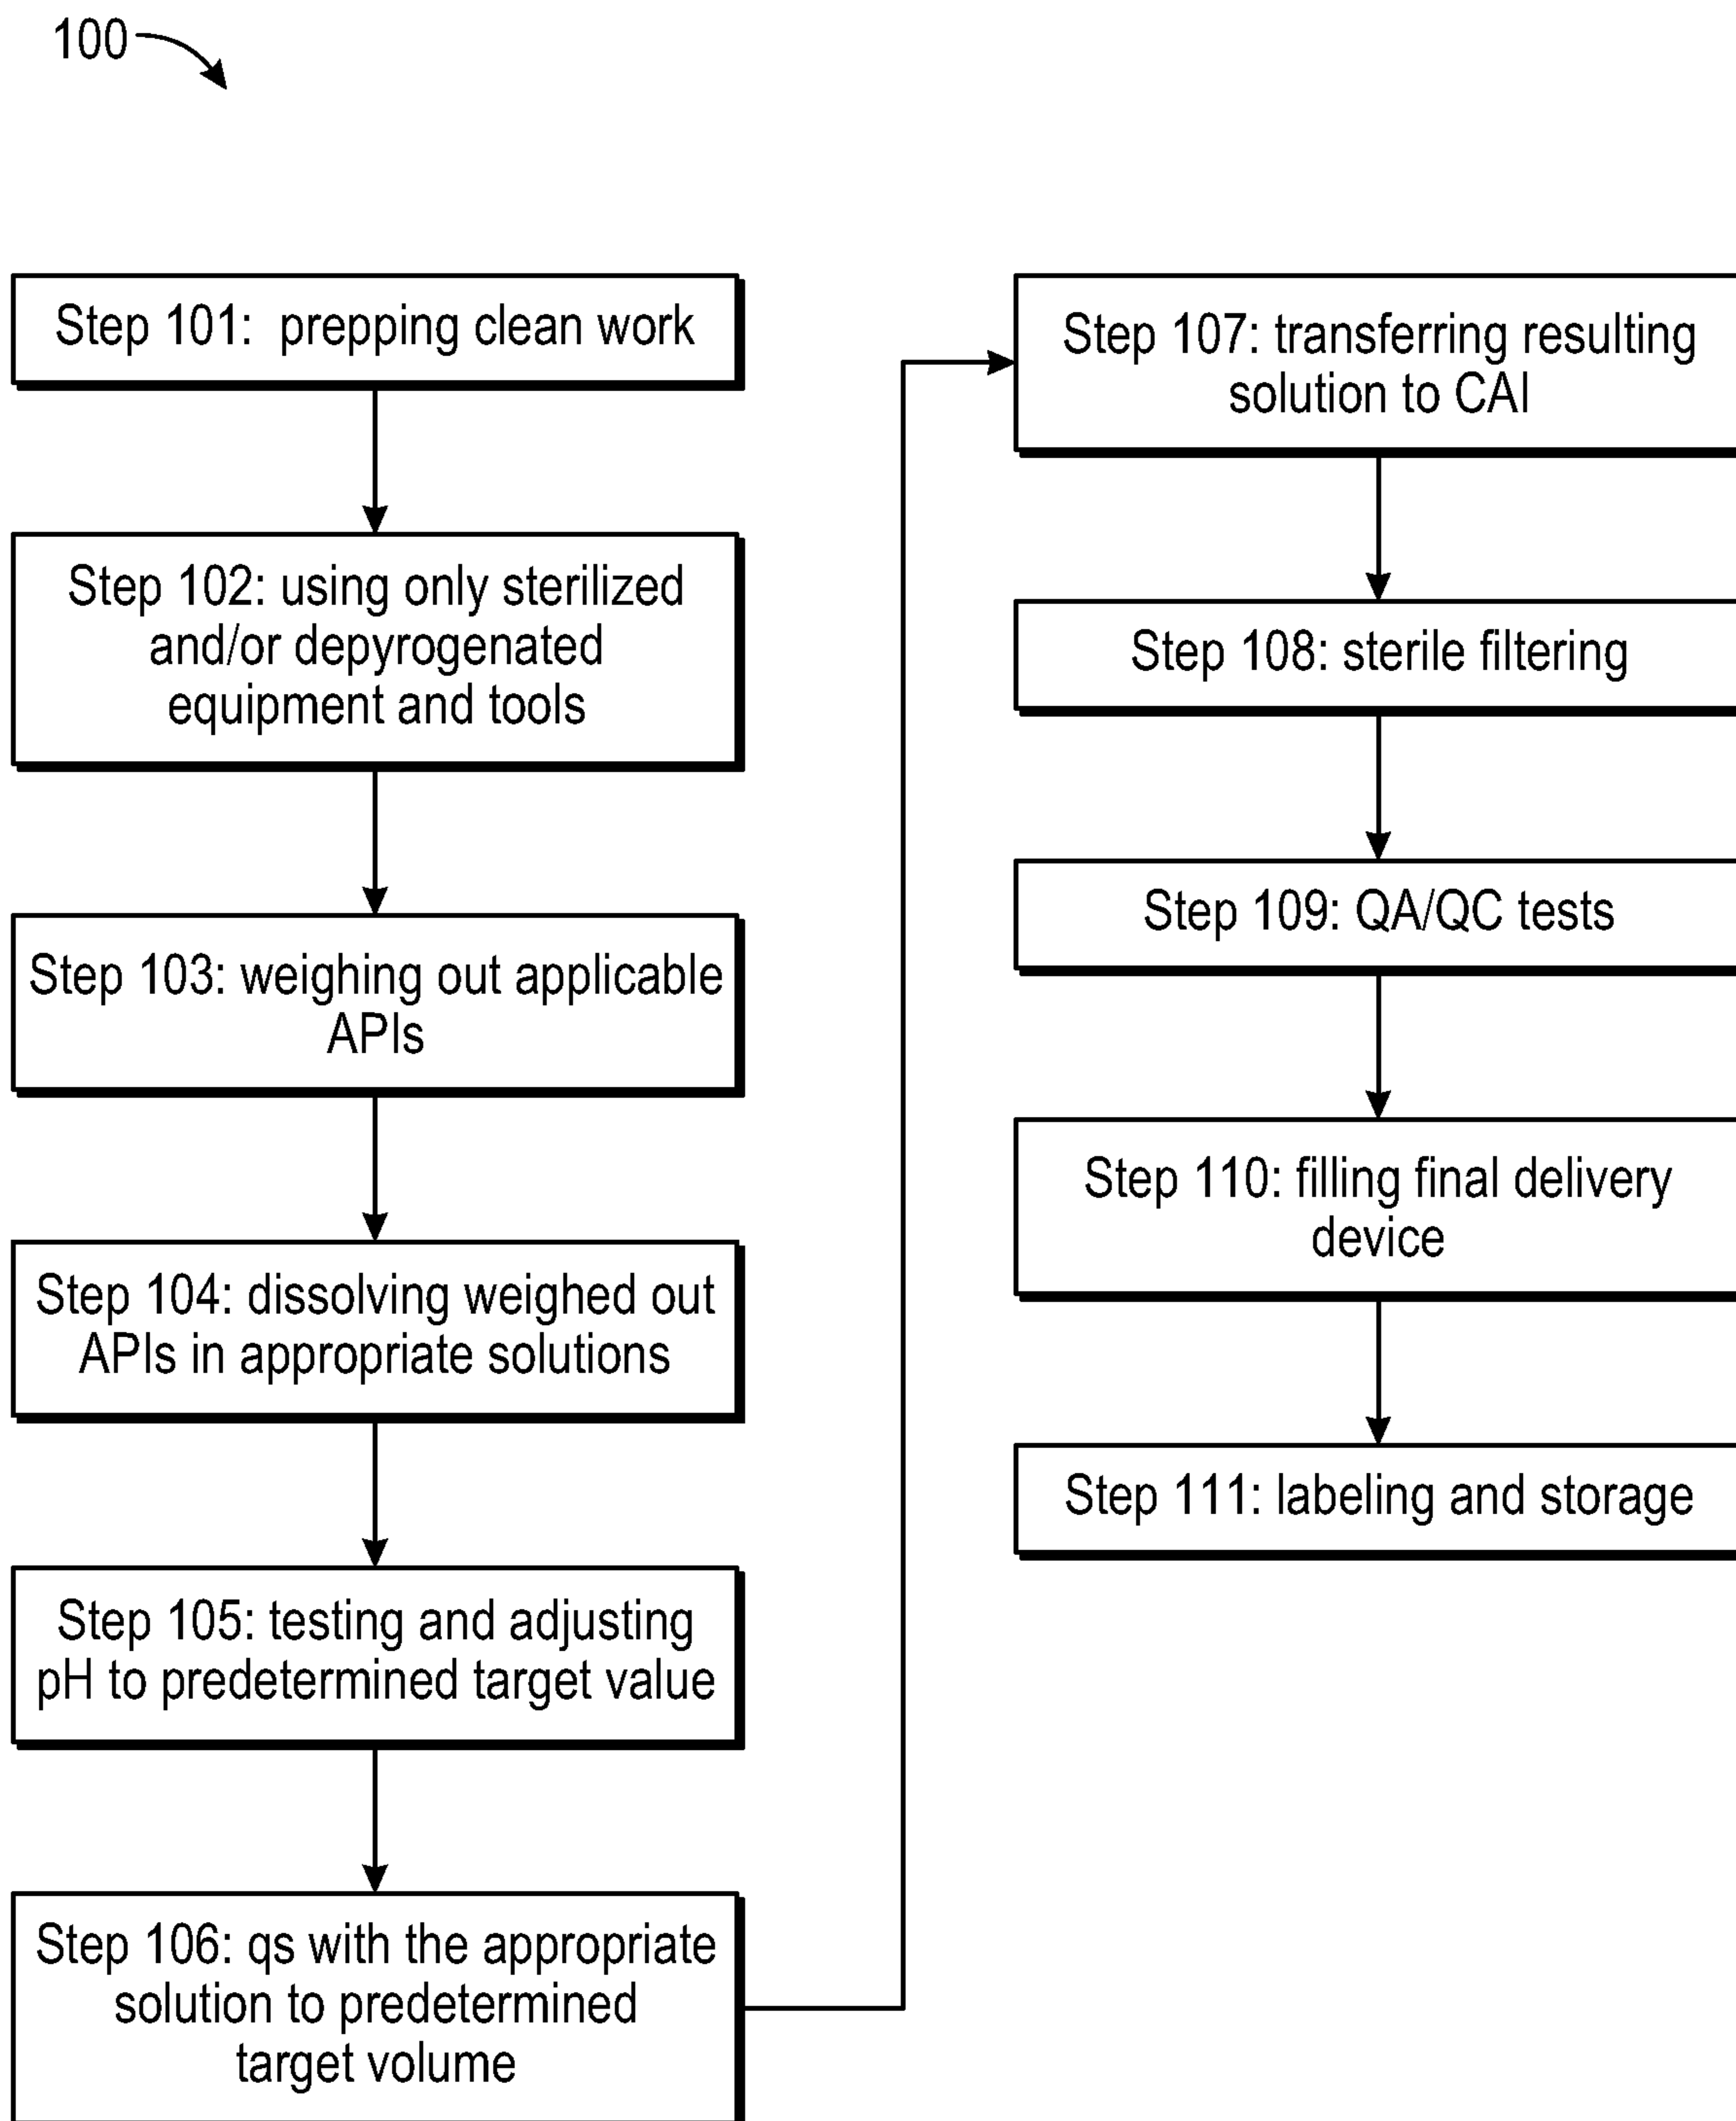 100
Step 101: prepping clean work
Step 102: using only sterilized
and/or depyrogenated
equipment and tools
Step 103: weighing out applicable
APIs
Step 104: dissolving weighed out
APIs in appropriate solutions
Step 105: testing and adjusting
pH to predetermined target value
Step 106: qs with the appropriate
solution to predetermined
target volume
Step 107: transferring resulting
solution to CAI
Step 108: sterile filtering
Step 109: QA/QC tests
Step 110: filling final delivery
device
Step 111: labeling and storage